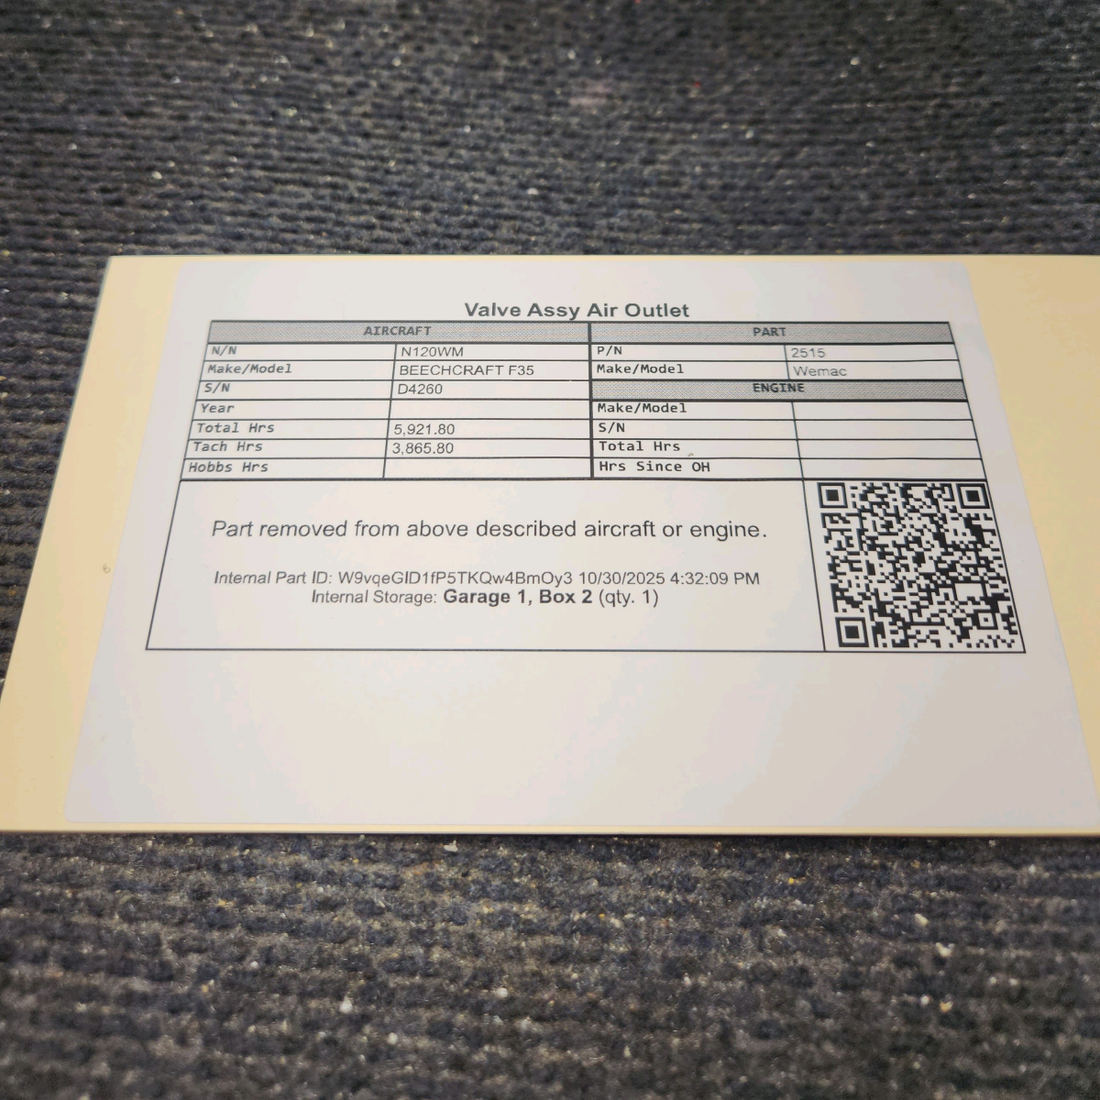 Valve Assy Air Outlet
AIRCRAFT PART
N/N N120WM P/N 2515
Make/Model BEECHCRAFT F35 Make/Model Wemac
S/N D4260 ENGINE
Year Make/Model
Total Hrs 5,921.80 S/N
Tach Hrs 3,865.80 Total Hrs
Hobbs Hrs Hrs Since OH
Part removed from above described aircraft or engine.
Internal Part ID: W9vqeGID1fP5TKQw4BmOy3 10/30/2025 4:32:09 PM
Internal Storage: Garage 1, Box 2 (qty. 1)